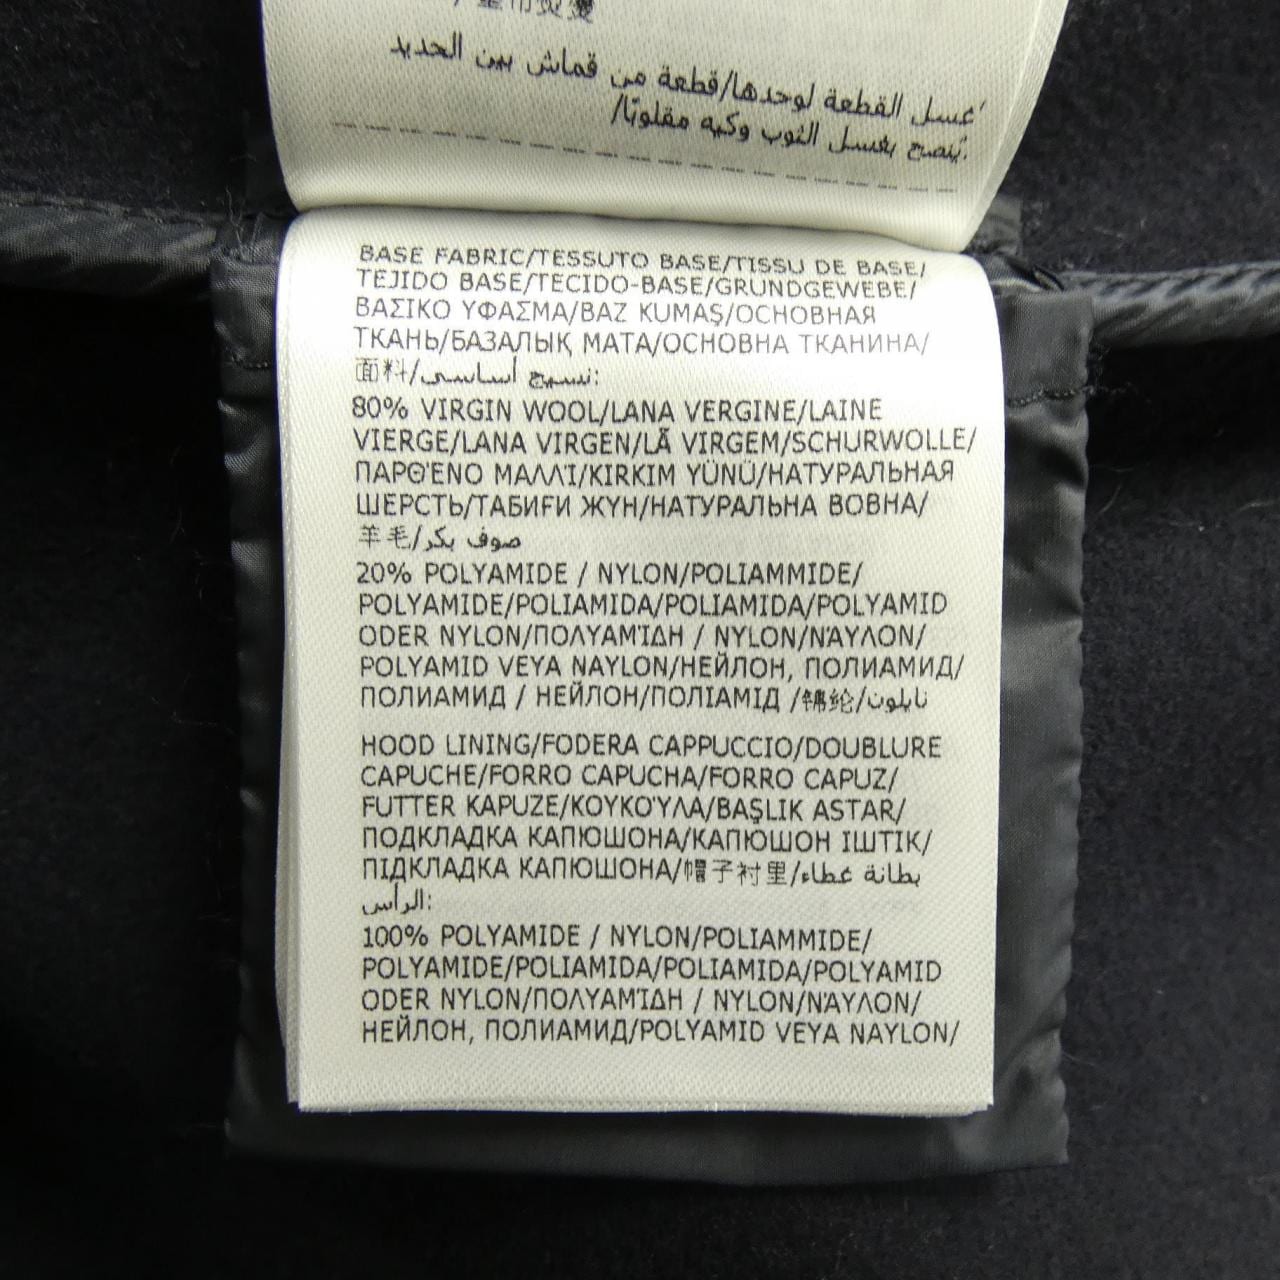 غسل القطعة لوحدها/قطعة من قماش بين الحديد
يُنصح بغسل الثوب وكيه مقلوبًا/
BASE FABRIC/TESSUTO BASE/TISSU DE BASE/
TEJIDO BASE/TECIDO-BASE/GRUNDGEWEBE/
ΒΑΣΙΚΟ ΥΦΑΣΜΑ/BAZ KUMAŞ/ОСНОВНАЯ
ТКАНЬ/БАЗАЛЫҚ МАТА/ОСНОВНА ТКАНИНА/
面料/نسيج أساسي:
80% VIRGIN WOOL/LANA VERGINE/LAINE
VIERGE/LANA VIRGEN/LÃ VIRGEM/SCHURWOLLE/
ΠΑΡΘΈΝΟ ΜΑΛΛΊ/KIRKIM YÜNÜ/НАТУРАЛЬНАЯ
ШЕРСТЬ/ТАБИҒИ ЖҮН/НАТУРАЛЬНА ВОВНА/
羊毛/صوف بكر
20% POLYAMIDE / NYLON/POLIAMMIDE/
POLYAMIDE/POLIAMIDA/POLIAMIDA/POLYAMID
ODER NYLON/ΠΟΛΥΑΜΊΔΗ / NYLON/ΝΆΥΛΟΝ/
POLYAMID VEYA NAYLON/НЕЙЛОН, ПОЛИАМИД/
ПОЛИАМИД / НЕЙЛОН/ПОЛІАМІД /锦纶/نايلون
HOOD LINING/FODERA CAPPUCCIO/DOUBLURE
CAPUCHE/FORRO CAPUCHA/FORRO CAPUZ/
FUTTER KAPUZE/ΚΟΥΚΟΎΛΑ/BAŞLIK ASTAR/
ПОДКЛАДКА КАПЮШОНА/КАПЮШОН ІШТІК/
ПІДКЛАДКА КАПЮШОНА/帽子衬里/بطانة غطاء
الرأس:
100% POLYAMIDE / NYLON/POLIAMMIDE/
POLYAMIDE/POLIAMIDA/POLIAMIDA/POLYAMID
ODER NYLON/ΠΟΛΥΑΜΊΔΗ / NYLON/ΝΆΥΛΟΝ/
НЕЙЛОН, ПОЛИАМИД/POLYAMID VEYA NAYLON/